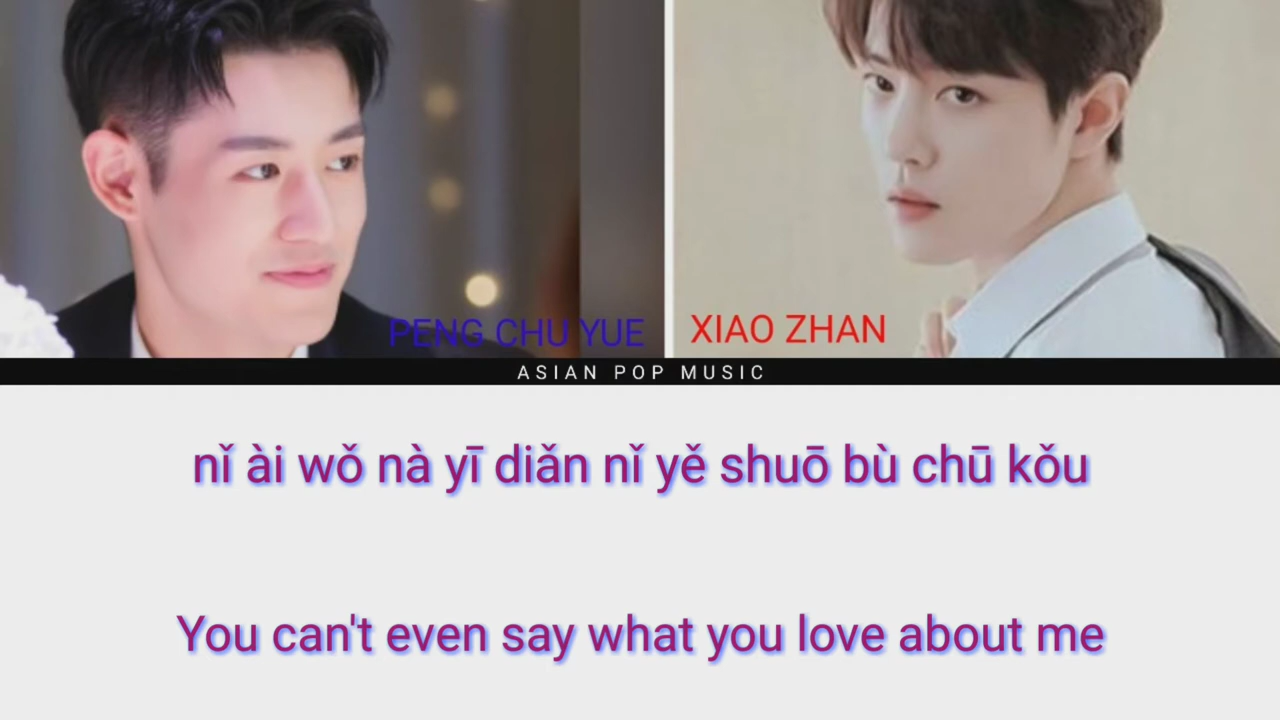 PENG CHU YUE
XIAO ZHAN
ASIAN POP MUSIC
nǐ ài wǒ nà yī diǎn nǐ yě shuō bù chū kǒu
You can't even say what you love about me